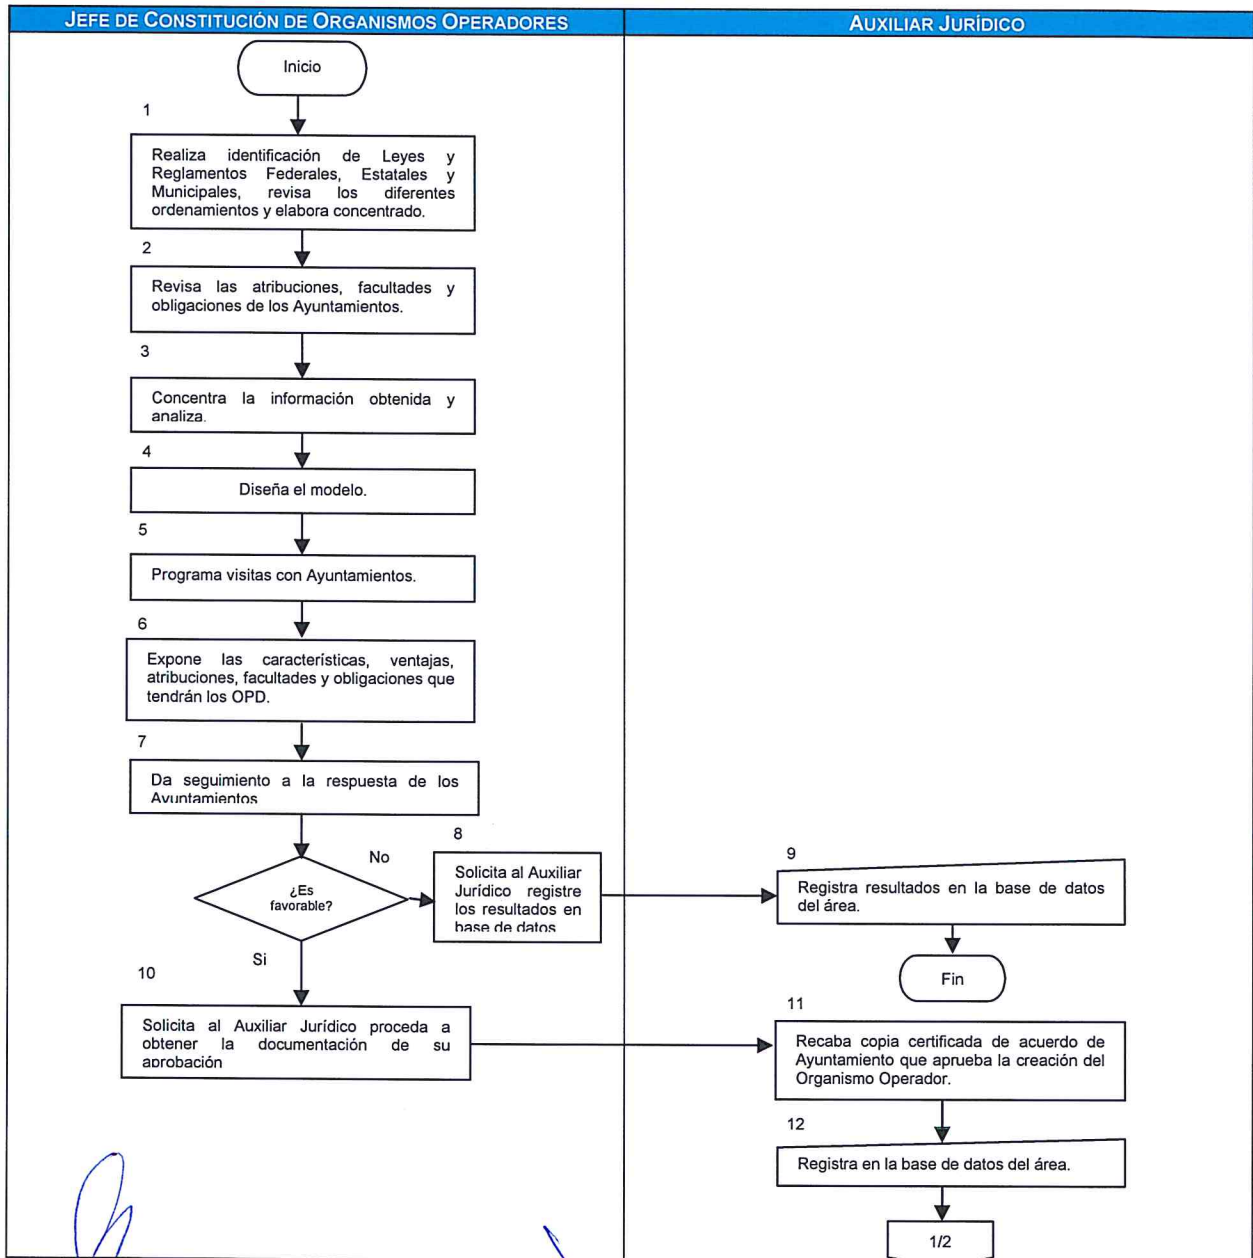 JEFE DE CONSTITUCIÓN DE ORGANISMOS OPERADORES
AUXILIAR JURÍDICO
Inicio
1
Realiza identificación de Leyes y
Reglamentos Federales, Estatales y
Municipales, revisa los diferentes
ordenamientos y elabora concentrado.
2
Revisa las atribuciones, facultades y
obligaciones de los Ayuntamientos.
3
Concentra la información obtenida y
analiza.
4
Diseña el modelo.
5
Programa visitas con Ayuntamientos.
6
Expone las características, ventajas,
atribuciones, facultades y obligaciones que
tendrán los OPD.
7
Da seguimiento a la respuesta de los
Ayuntamientos
¿Es
favorable?
No
8
Solicita al Auxiliar
Jurídico registre
los resultados en
base de datos
9
Registra resultados en la base de datos
del área.
Fin
Si
10
Solicita al Auxiliar Jurídico proceda a
obtener la documentación de su
aprobación
11
Recaba copia certificada de acuerdo de
Ayuntamiento que aprueba la creación del
Organismo Operador.
12
Registra en la base de datos del área.
1/2